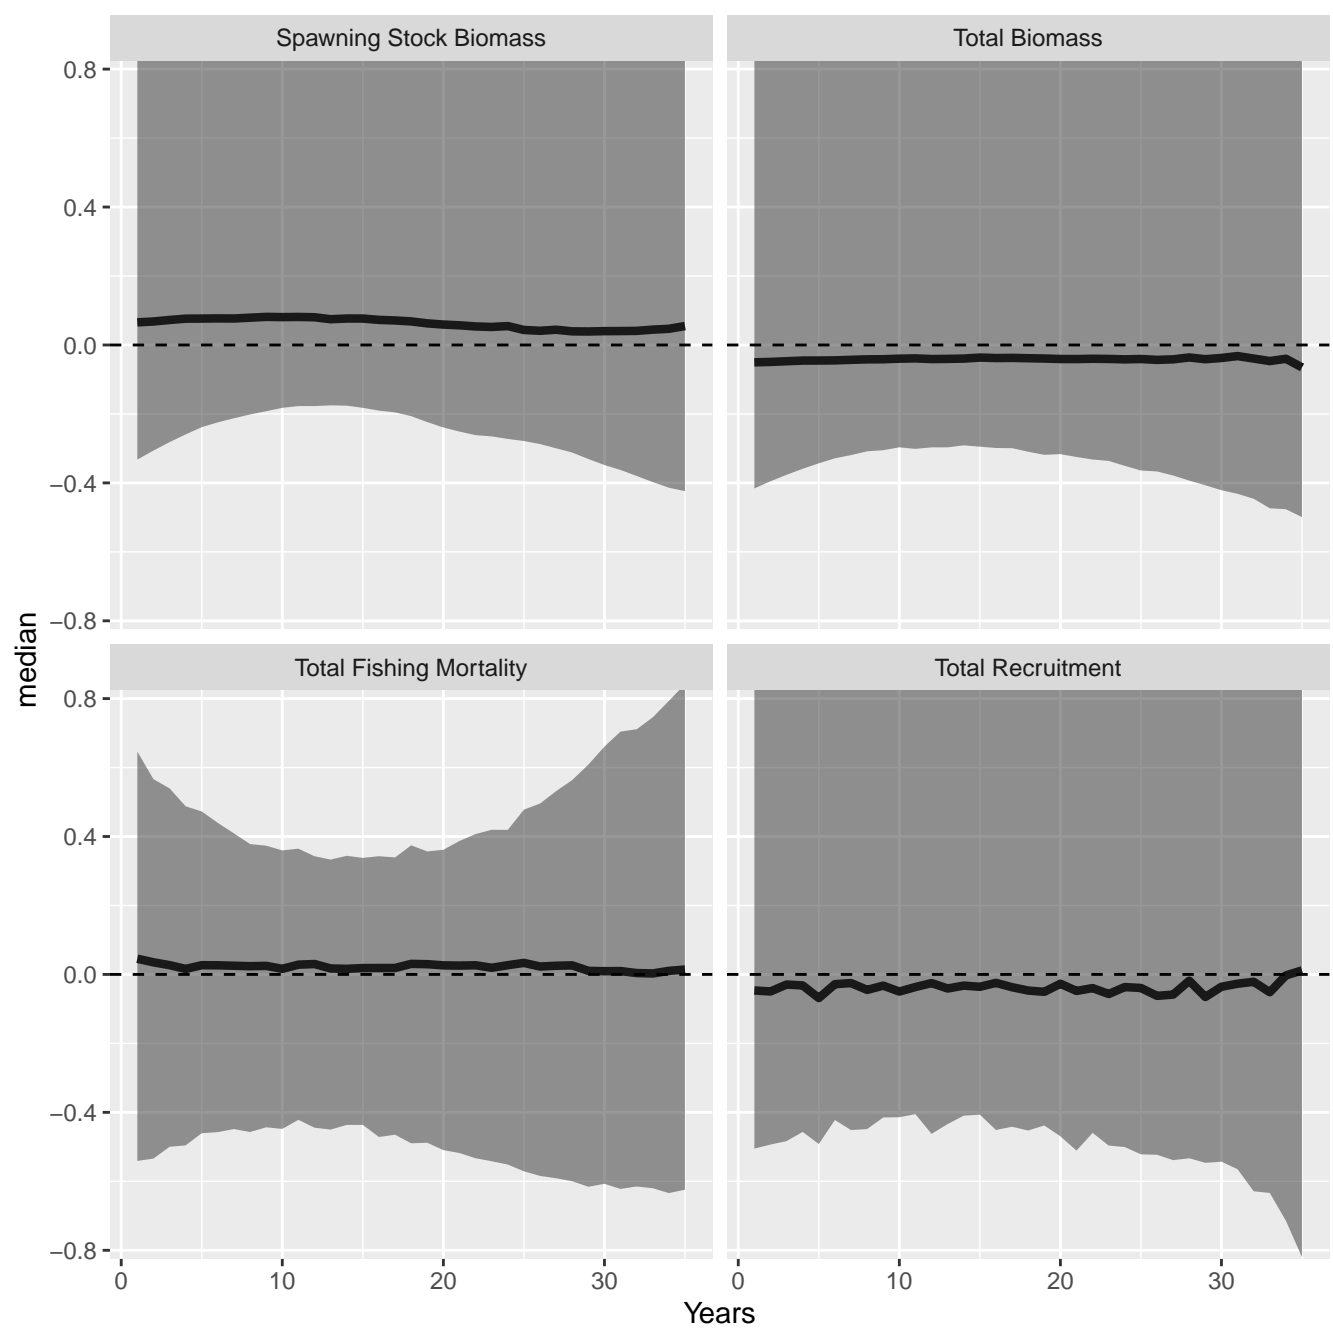 Spawning Stock Biomass
Total Biomass
0.8
0.4
0.0
−0.4
−0.8
median
Total Fishing Mortality
Total Recruitment
0.8
0.4
0.0
−0.4
−0.8
0 10 20 30
0 10 20 30
Years